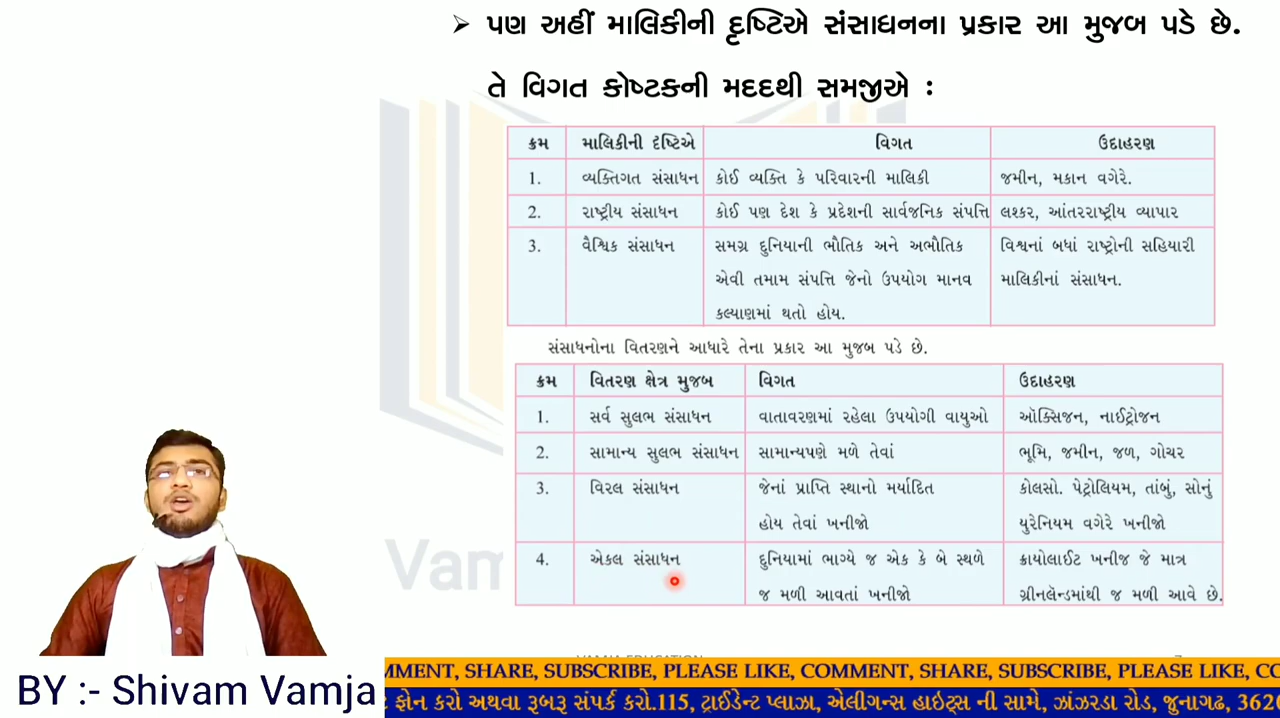 ➢ પણ અહીં માલિકીની દૃષ્ટિએ સંસાધનના પ્રકાર આ મુજબ પડે છે.
તે વિગત કોષ્ટકની મદદથી સમજીએ :
ક્રમ માલિકીની દૃષ્ટિએ વિગત ઉદાહરણ
1. વ્યક્તિગત સંસાધન કોઈ વ્યક્તિ કે પરિવારની માલિકી જમીન, મકાન વગેરે.
2. રાષ્ટ્રીય સંસાધન કોઈ પણ દેશ કે પ્રદેશની સાર્વજનિક સંપત્તિ લશ્કર, આંતરરાષ્ટ્રીય વ્યાપાર
3. વૈશ્વિક સંસાધન સમગ્ર દુનિયાની ભૌતિક અને અભૌતિક વિશ્વનાં બધાં રાષ્ટ્રોની સહિયારી
એવી તમામ સંપત્તિ જેનો ઉપયોગ માનવ માલિકીનાં સંસાધન.
કલ્યાણમાં થતો હોય.
સંસાધનોના વિતરણને આધારે તેના પ્રકાર આ મુજબ પડે છે.
ક્રમ વિતરણ ક્ષેત્ર મુજબ વિગત ઉદાહરણ
1. સર્વ સુલભ સંસાધન વાતાવરણમાં રહેલા ઉપયોગી વાયુઓ ઑક્સિજન, નાઈટ્રોજન
2. સામાન્ય સુલભ સંસાધન સામાન્યપણે મળે તેવાં ભૂમિ, જમીન, જળ, ગોચર
3. વિરલ સંસાધન જેનાં પ્રાપ્તિ સ્થાનો મર્યાદિત કોલસો. પેટ્રોલિયમ, તાંબું, સોનું
હોય તેવાં ખનીજો યુરેનિયમ વગેરે ખનીજો
4. એકલ સંસાધન દુનિયામાં ભાગ્યે જ એક કે બે સ્થળે ક્રાયોલાઈટ ખનીજ જે માત્ર
જ મળી આવતાં ખનીજો ગ્રીનલૅન્ડમાંથી જ મળી આવે છે.
Vam
BY :- Shivam Vamja
MMENT, SHARE, SUBSCRIBE, PLEASE LIKE, COMMENT, SHARE, SUBSCRIBE, PLEASE LIKE, CO
ફોન કરો અથવા રૂબરૂ સંપર્ક કરો.115, ટ્રાઈડેન્ટ પ્લાઝા, એલીગન્સ હાઇટ્સ ની સામે, ઝાંઝરડા રોડ, જુનાગઢ, 3620